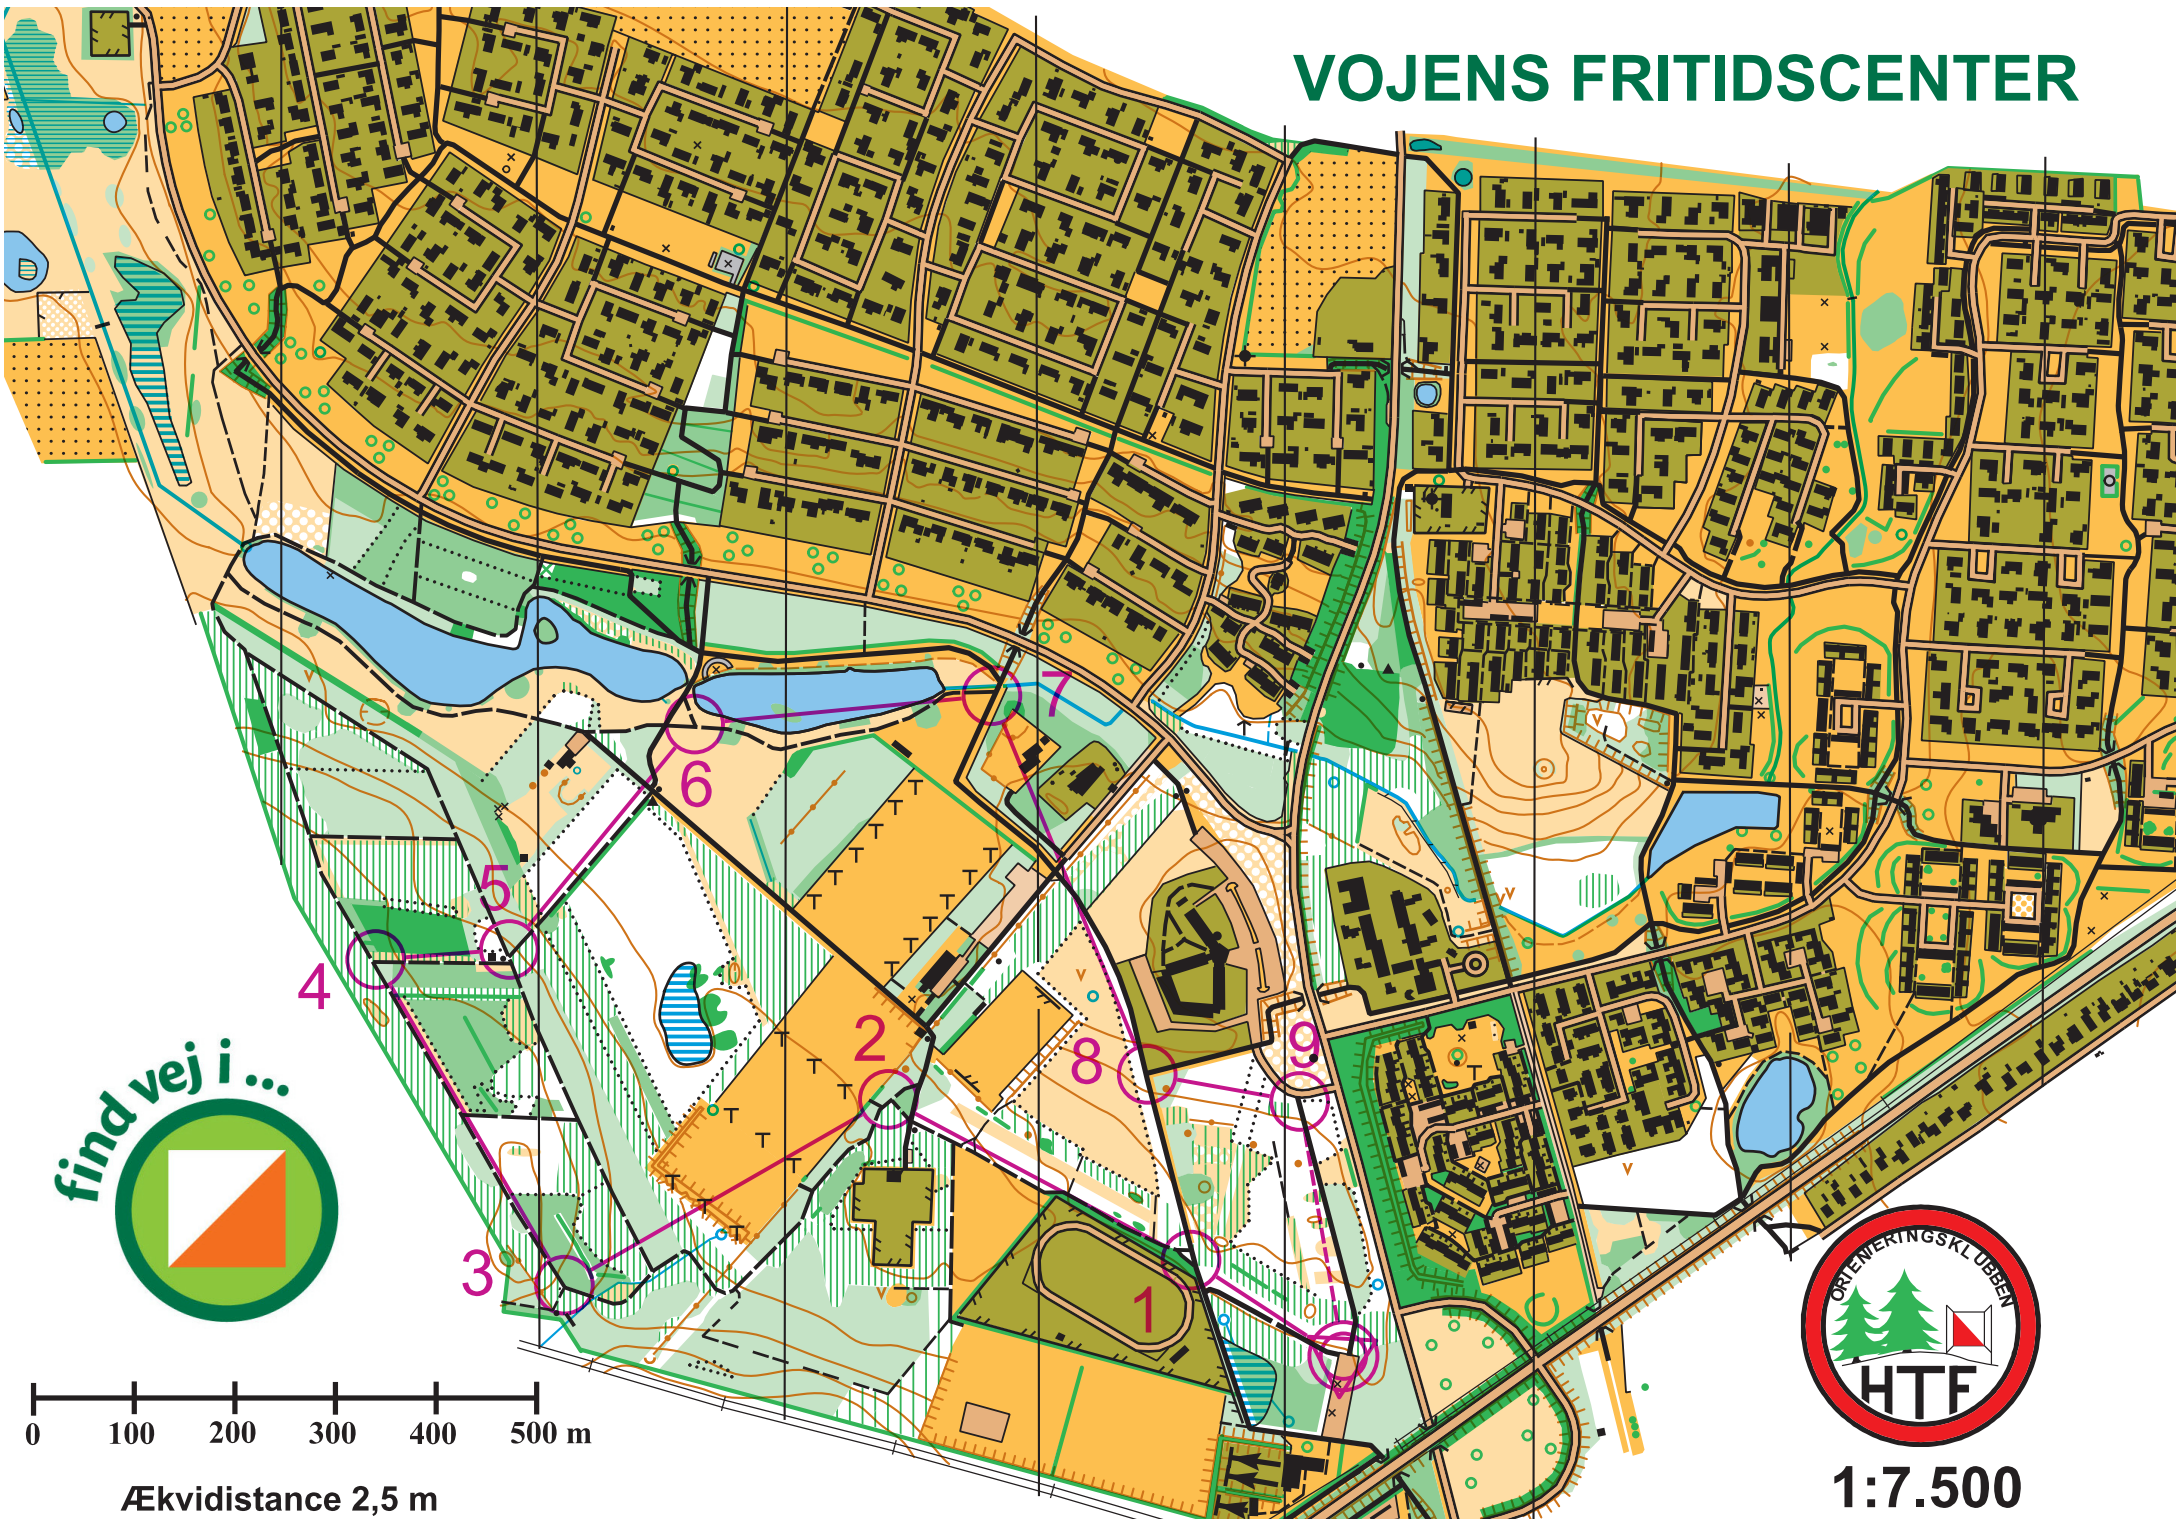 VOJENS FRITIDSCENTER
7
6
5
4
2
9
8
3
1
find vej i ...
0 100 200 300 400 500 m
Ækvidistance 2,5 m
ORIENTERINGSKLUBBEN
HTF
1:7.500